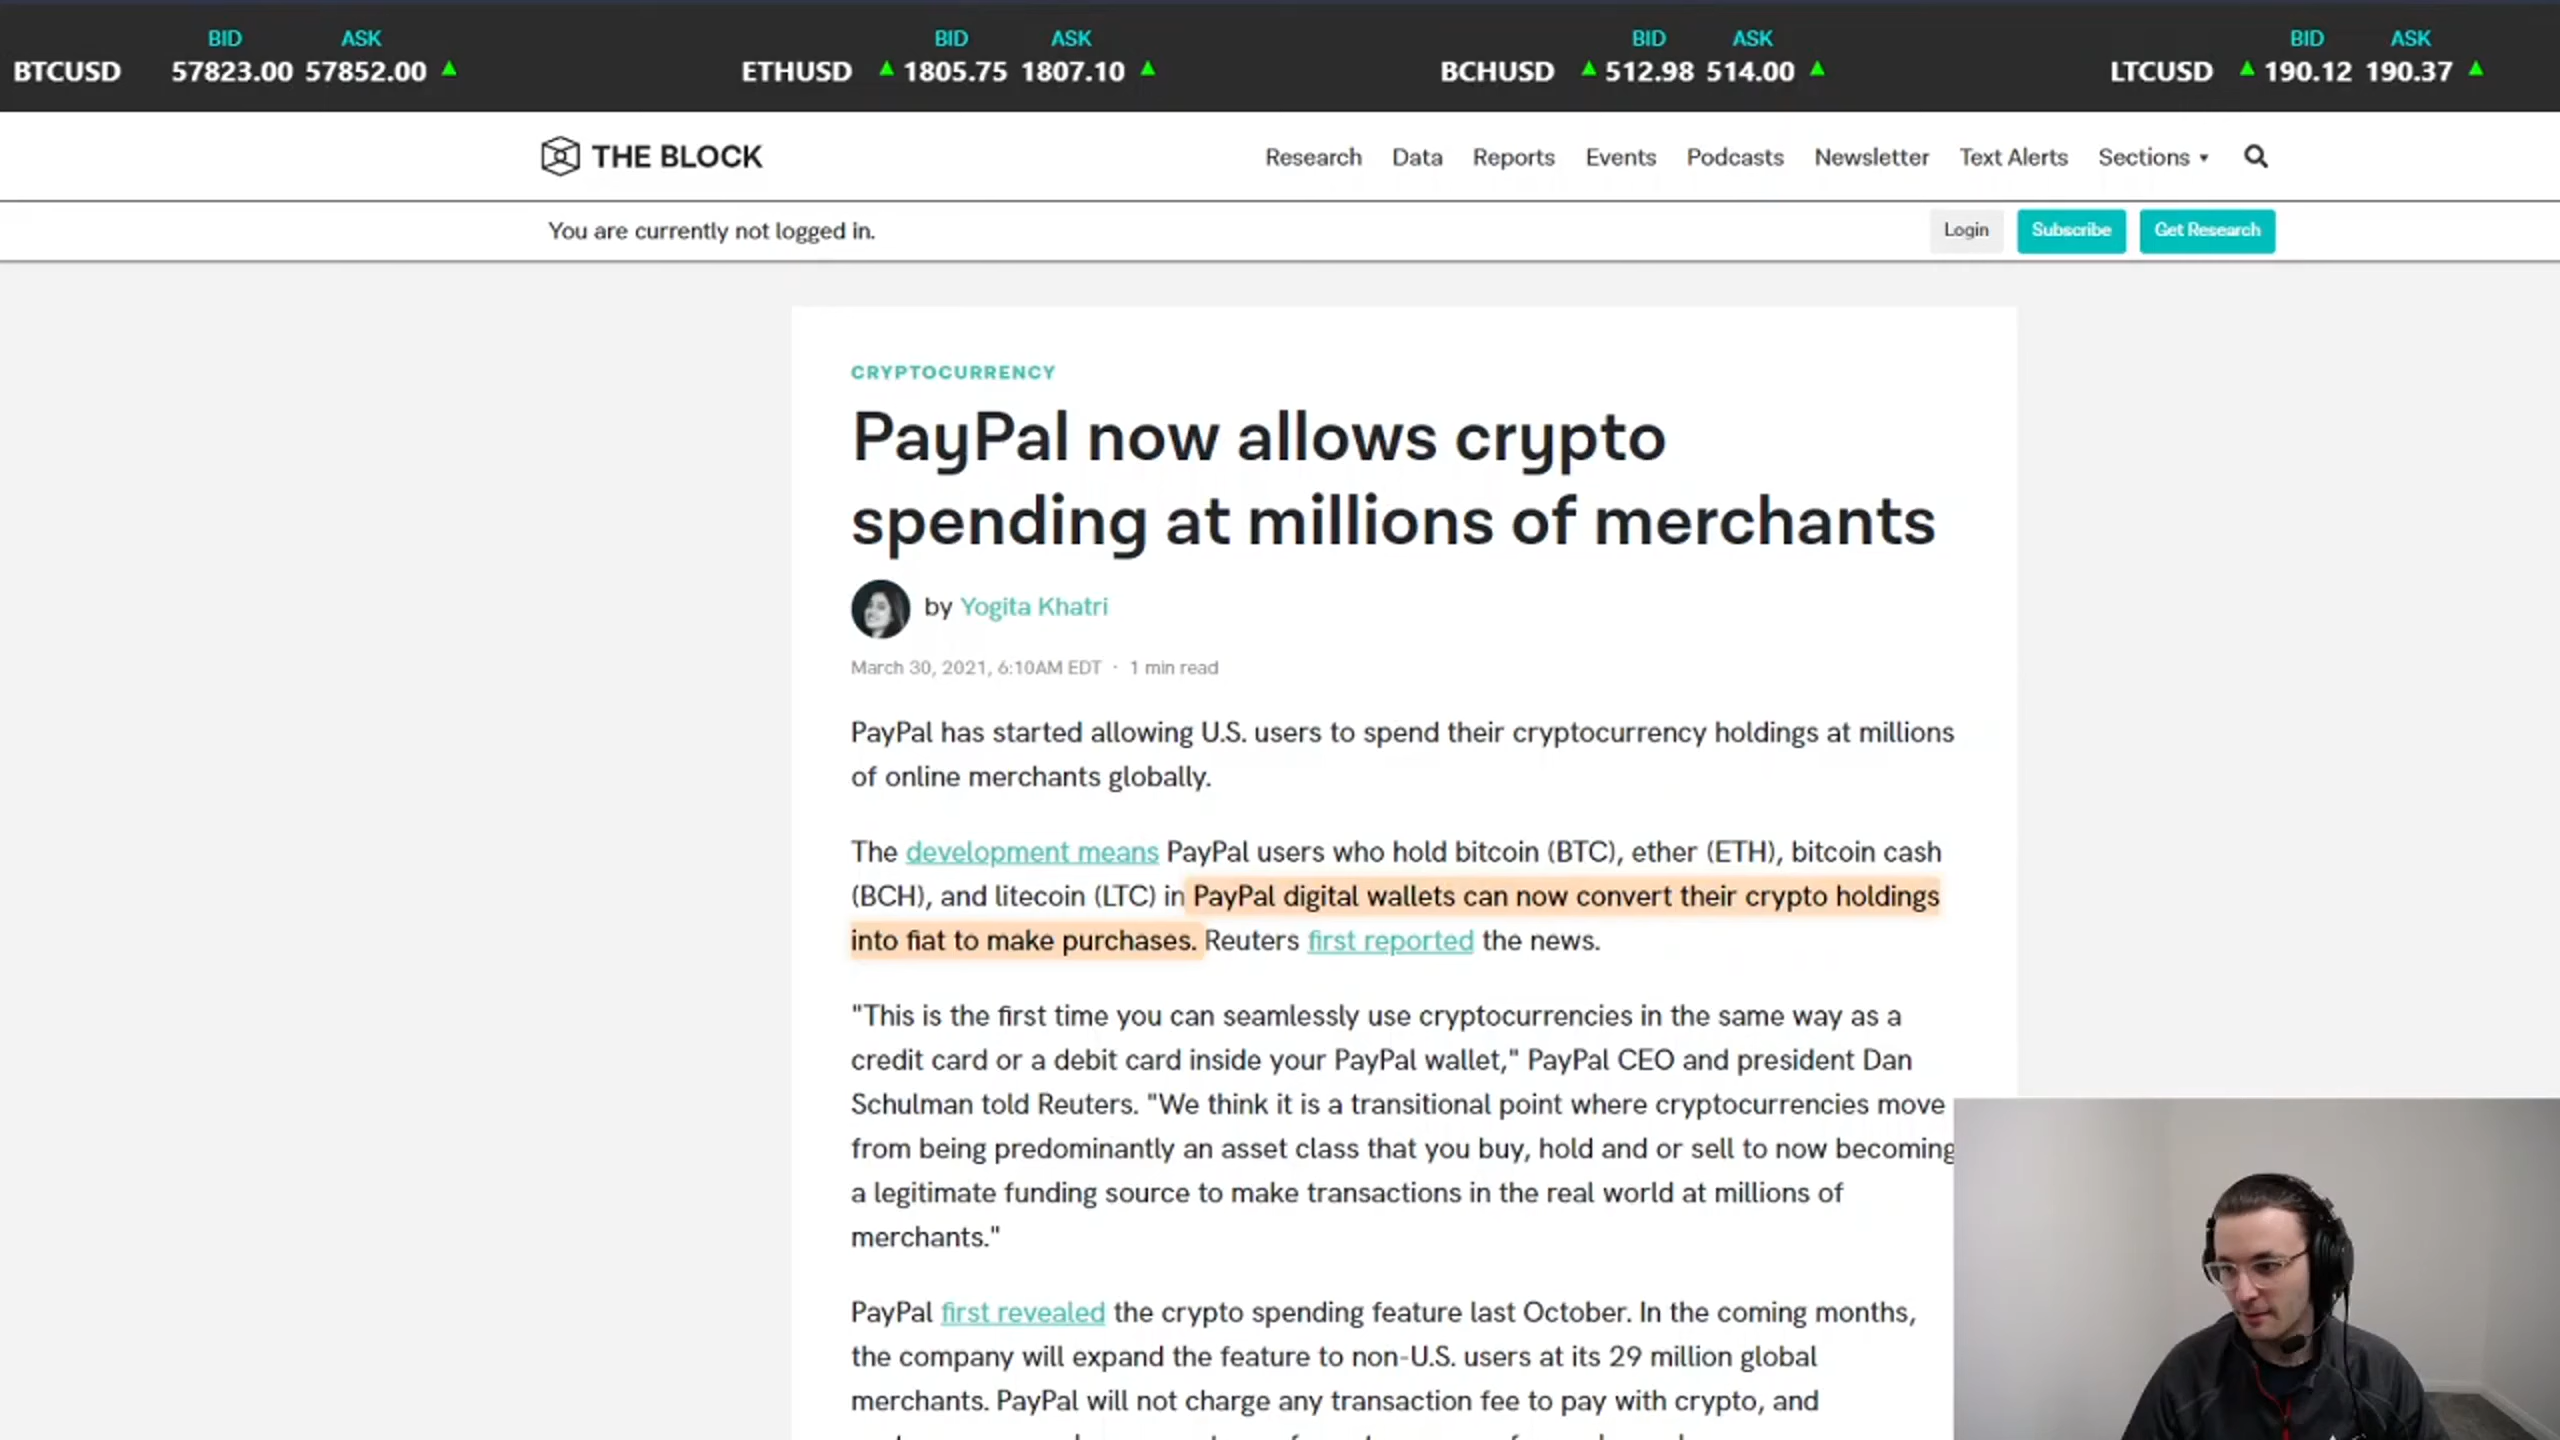 BID ASK BID ASK BID ASK BID ASK
BTCUSD 57823.00 57852.00 ETHUSD 1805.75 1807.10 BCHUSD 512.98 514.00 LTCUSD 190.12 190.37
THE BLOCK Research Data Reports Events Podcasts Newsletter Text Alerts Sections
You are currently not logged in. Login Subscribe Get Research
CRYPTOCURRENCY
PayPal now allows crypto
spending at millions of merchants
by Yogita Khatri
March 30, 2021, 6:10AM EDT · 1 min read
PayPal has started allowing U.S. users to spend their cryptocurrency holdings at millions
of online merchants globally.
The development means PayPal users who hold bitcoin (BTC), ether (ETH), bitcoin cash
(BCH), and litecoin (LTC) in PayPal digital wallets can now convert their crypto holdings
into fiat to make purchases. Reuters first reported the news.
"This is the first time you can seamlessly use cryptocurrencies in the same way as a
credit card or a debit card inside your PayPal wallet," PayPal CEO and president Dan
Schulman told Reuters. "We think it is a transitional point where cryptocurrencies move
from being predominantly an asset class that you buy, hold and or sell to now becoming
a legitimate funding source to make transactions in the real world at millions of
merchants."
PayPal first revealed the crypto spending feature last October. In the coming months,
the company will expand the feature to non-U.S. users at its 29 million global
merchants. PayPal will not charge any transaction fee to pay with crypto, and